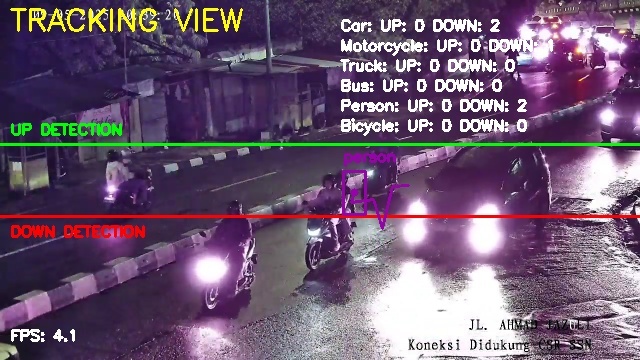 TRACKING VIEW
Car: UP: 0 DOWN: 2
Motorcycle: UP: 0 DOWN: 1
Truck: UP: 0 DOWN: 0
Bus: UP: 0 DOWN: 0
Person: UP: 0 DOWN: 2
Bicycle: UP: 0 DOWN: 0
UP DETECTION
person
DOWN DETECTION
FPS: 4.1
JL. AHMAD YAZULI
Koneksi Didukung CSR SSN